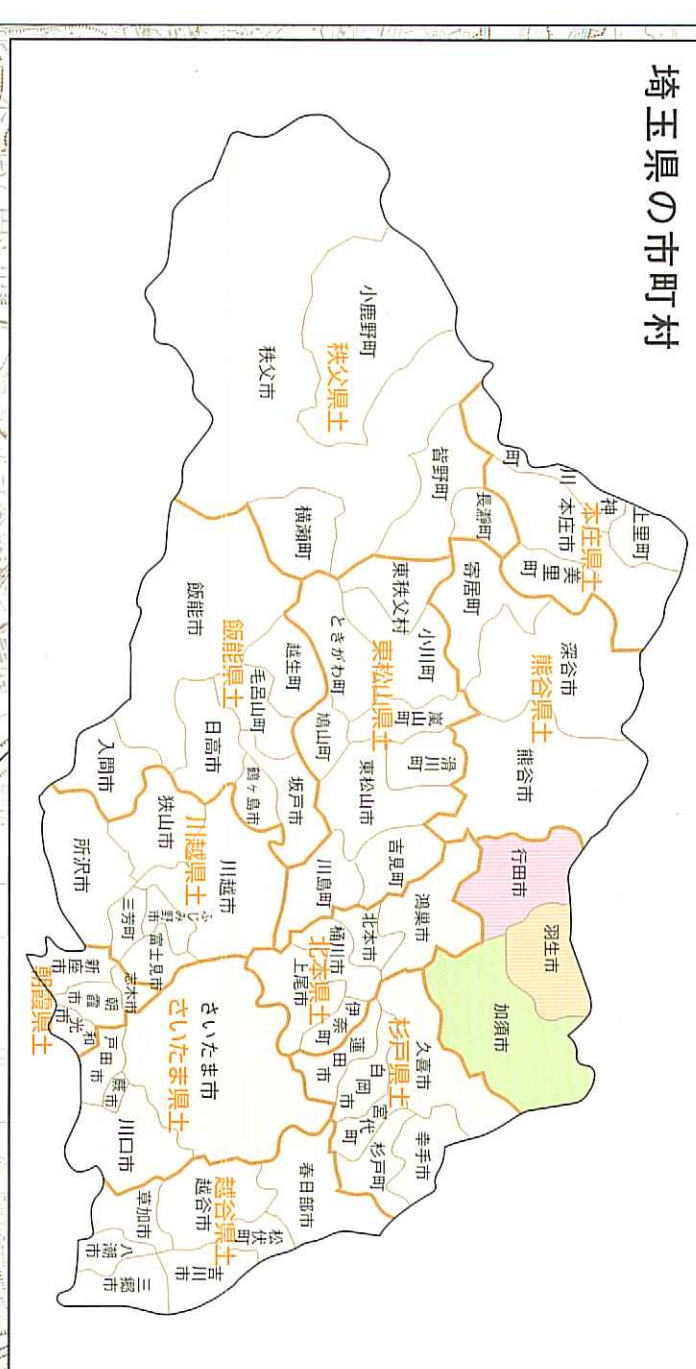 埼玉県の市町村
上里町
神川町
本庄県土
本庄市
美里町
小鹿野町
秩父県土
秩父市
皆野町
長瀞町
横瀬町
寄居町
深谷市
熊谷県土
熊谷市
東秩父村
小川町
ときがわ町
東松山県土
嵐山町
滑川町
鳩山町
東松山市
吉見町
川島町
飯能市
飯能県土
越生町
毛呂山町
日高市
鶴ヶ島市
坂戸市
入間市
狭山市
川越県土
川越市
所沢市
三芳町
ふじみ野市
富士見市
行田市
羽生市
加須市
鴻巣市
北本市
桶川市
北本県土
上尾市
伊奈町
蓮田市
白岡市
杉戸県土
久喜市
宮代町
杉戸町
幸手市
さいたま市
さいたま県土
志木市
新座市
朝霞市
朝霞県土
和光市
戸田市
蕨市
川口市
春日部市
松伏町
越谷県土
越谷市
草加市
吉川市
八潮市
三郷市